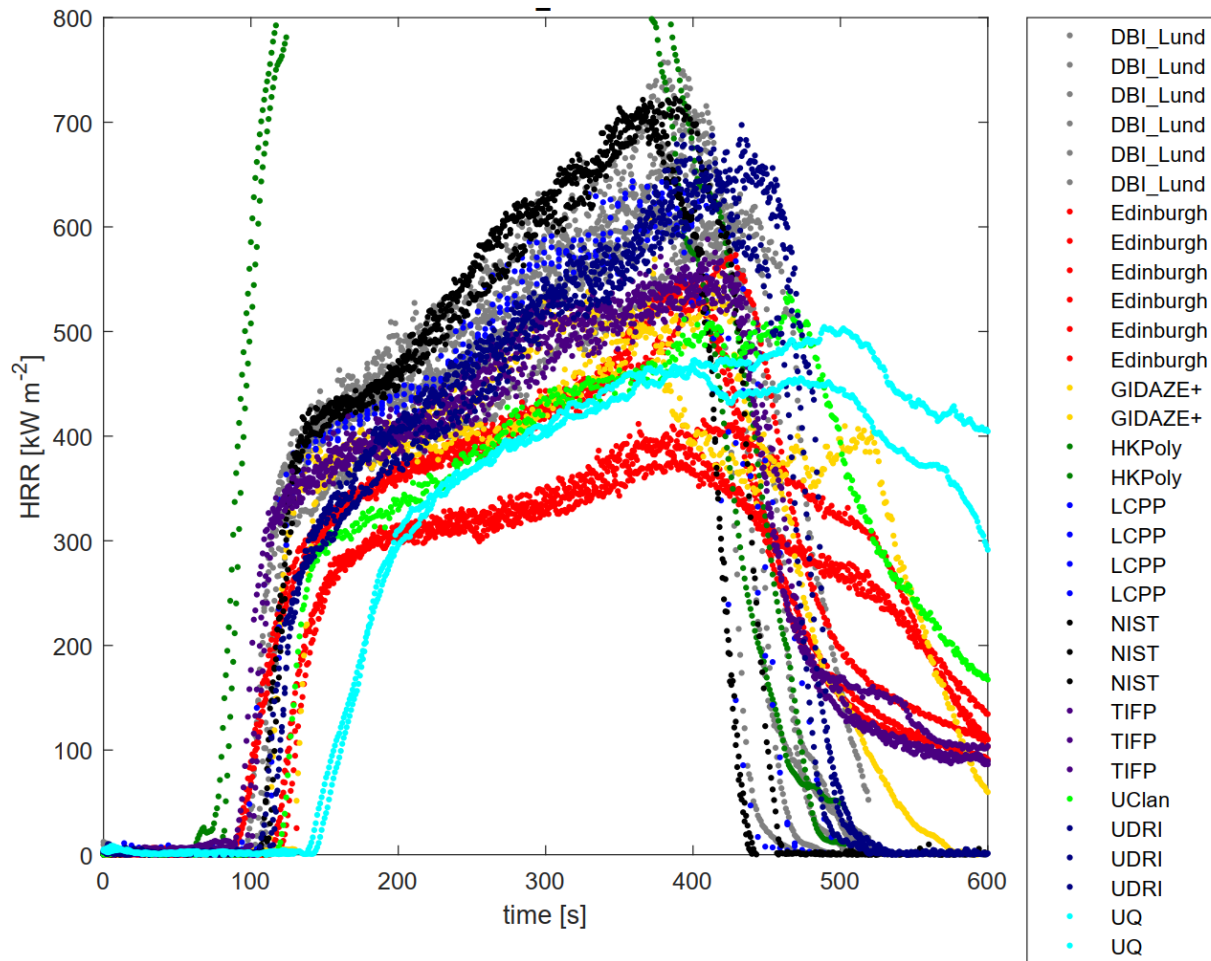 800
700
600
500
400
300
200
100
0
HRR [kW m-2]
0 100 200 300 400 500 600
time [s]
DBI_Lund
DBI_Lund
DBI_Lund
DBI_Lund
DBI_Lund
DBI_Lund
Edinburgh
Edinburgh
Edinburgh
Edinburgh
Edinburgh
Edinburgh
GIDAZE+
GIDAZE+
HKPoly
HKPoly
LCPP
LCPP
LCPP
LCPP
NIST
NIST
NIST
TIFP
TIFP
TIFP
UClan
UDRI
UDRI
UDRI
UQ
UQ